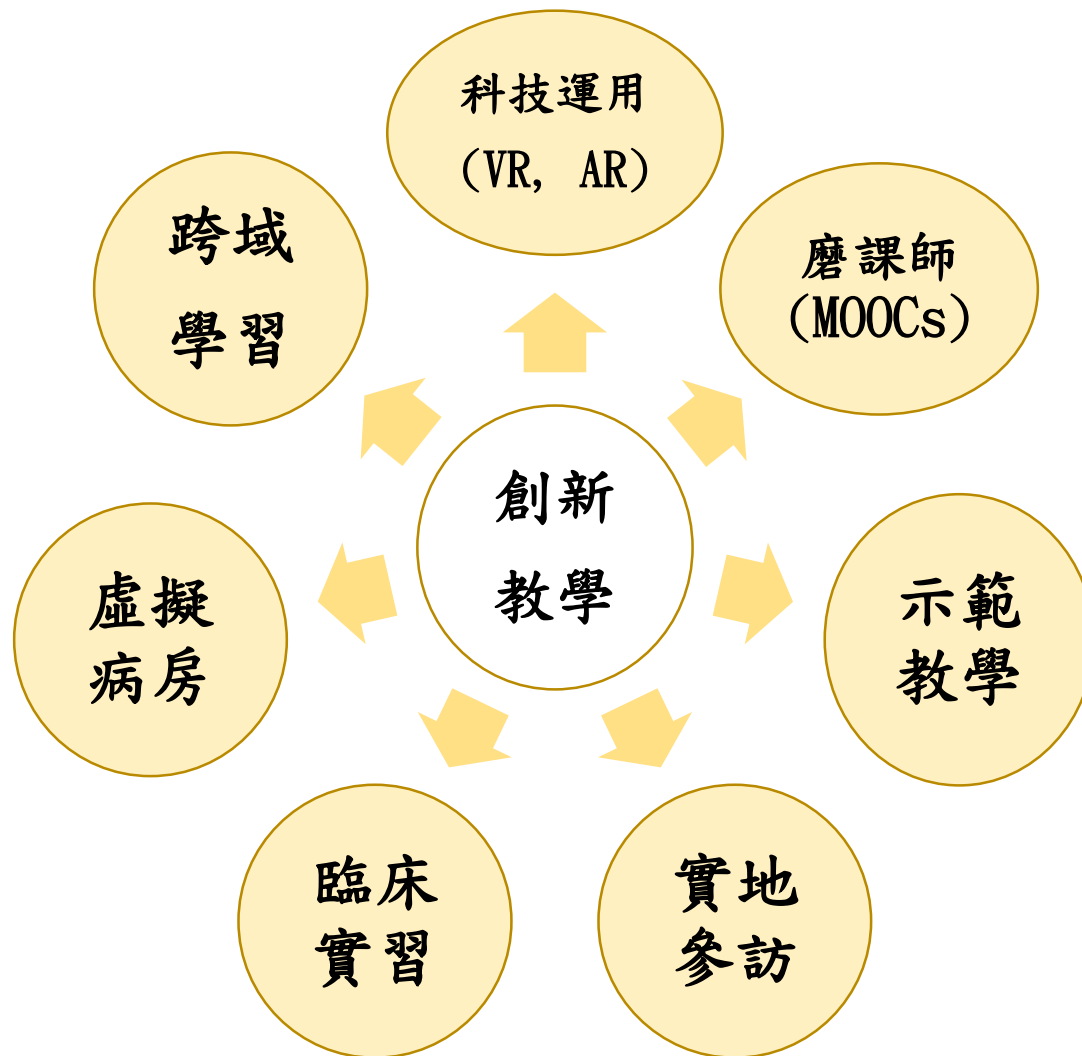 科技運用
(VR, AR)
磨課師
(MOOCs)
示範
教學
實地
參訪
臨床
實習
虛擬
病房
跨域
學習
創新
教學